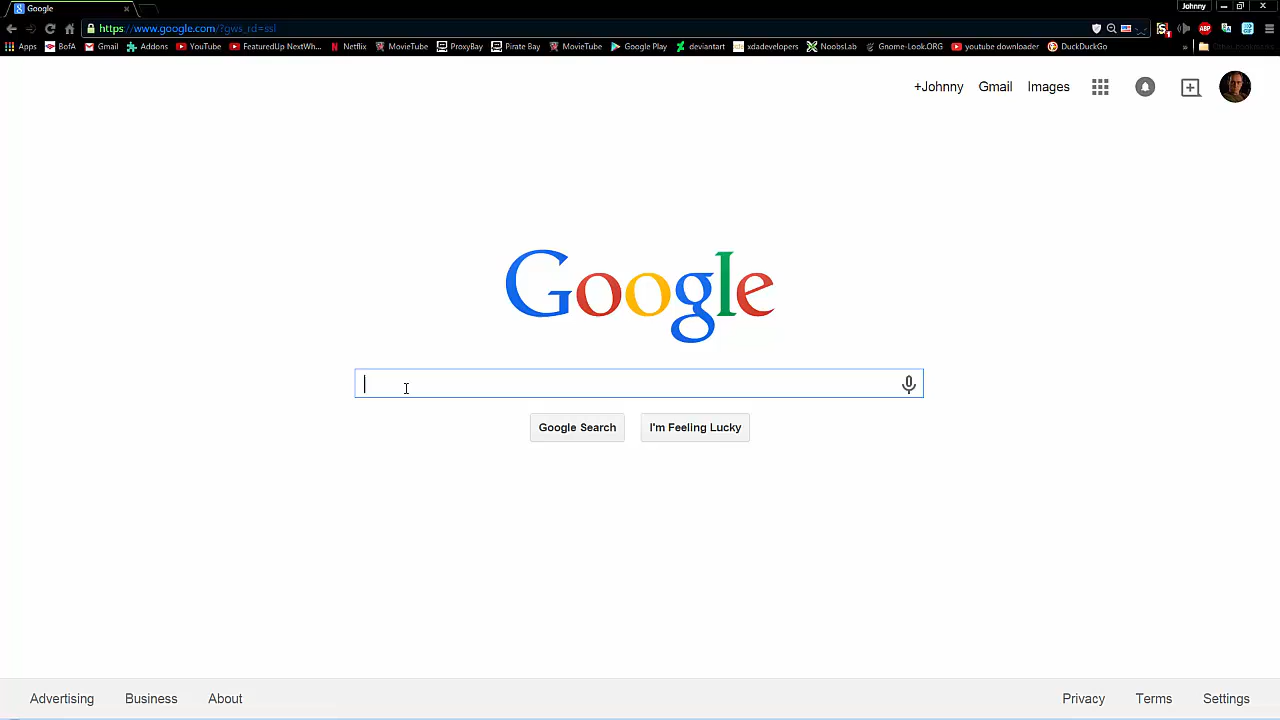 Google
Johnny
https://www.google.com/?gws_rd=ssl
Apps BofA Gmail Addons YouTube FeaturedUp NextWh... Netflix MovieTube ProxyBay Pirate Bay MovieTube Google Play deviantart xdadevelopers NoobsLab Gnome-Look.ORG youtube downloader DuckDuckGo » Other bookmarks
+Johnny Gmail Images
Google
Google Search I'm Feeling Lucky
Advertising Business About Privacy Terms Settings